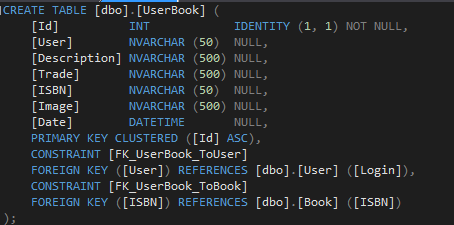 CREATE TABLE [dbo].[UserBook] (
[Id] INT IDENTITY (1, 1) NOT NULL,
[User] NVARCHAR (50) NULL,
[Description] NVARCHAR (500) NULL,
[Trade] NVARCHAR (500) NULL,
[ISBN] NVARCHAR (50) NULL,
[Image] NVARCHAR (500) NULL,
[Date] DATETIME NULL,
PRIMARY KEY CLUSTERED ([Id] ASC),
CONSTRAINT [FK_UserBook_ToUser]
FOREIGN KEY ([User]) REFERENCES [dbo].[User] ([Login]),
CONSTRAINT [FK_UserBook_ToBook]
FOREIGN KEY ([ISBN]) REFERENCES [dbo].[Book] ([ISBN])
);